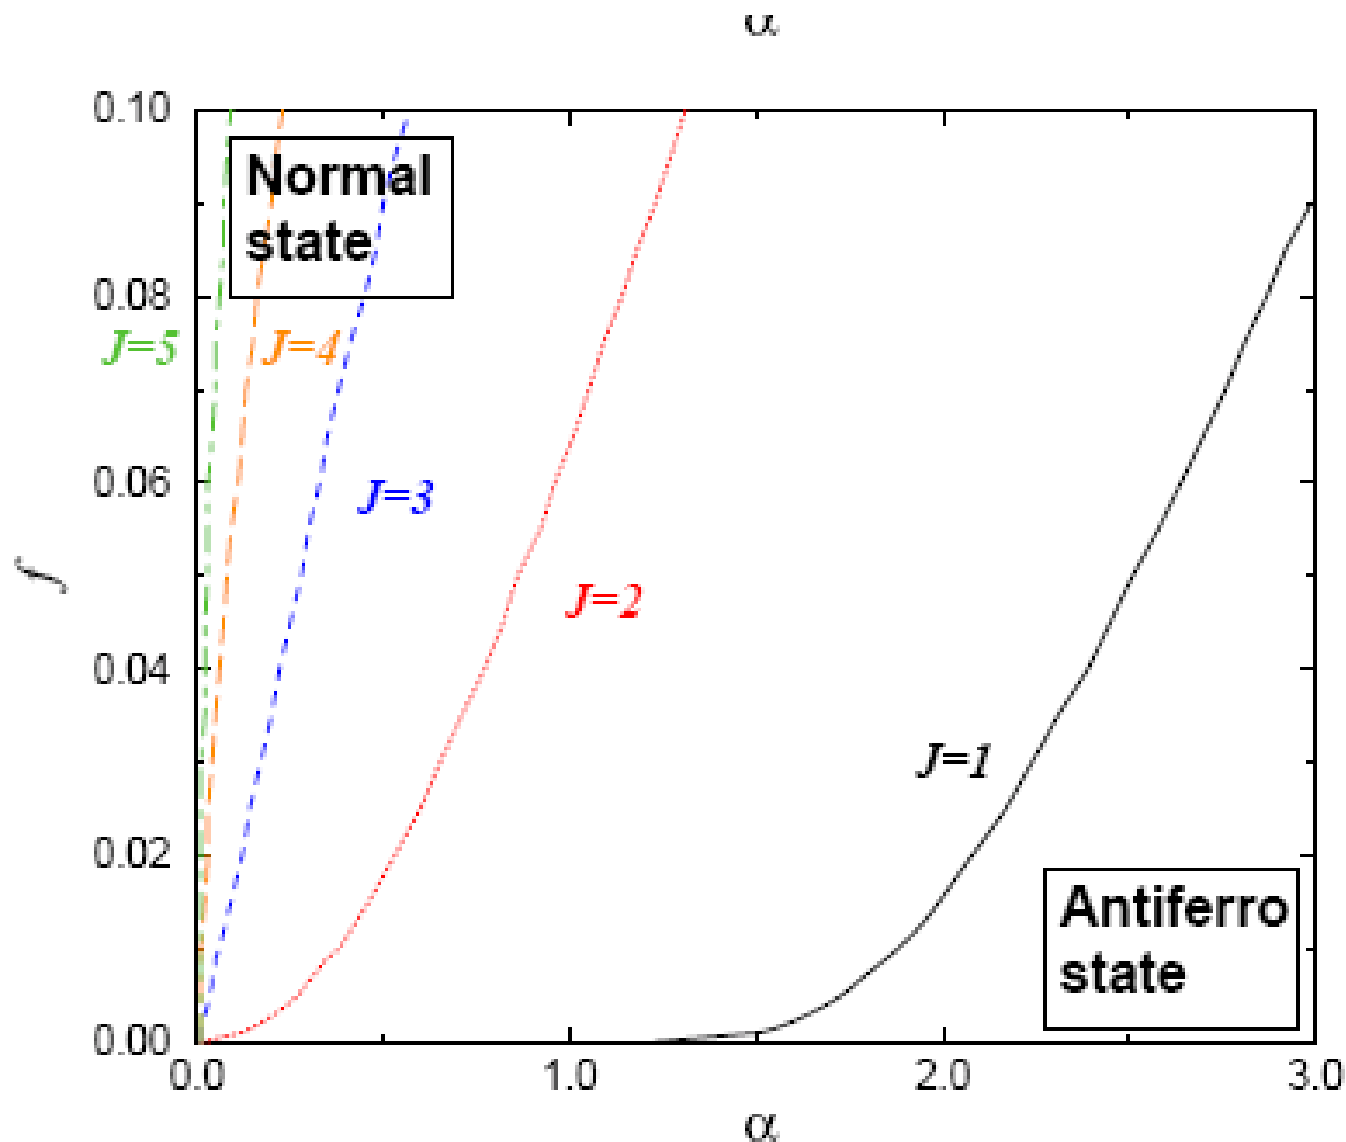 α
0.10
Normal
state
0.08
J=5
J=4
0.06
J=3
f
J=2
0.04
J=1
0.02
Antiferro
state
0.00
0.0 1.0 2.0 3.0
α